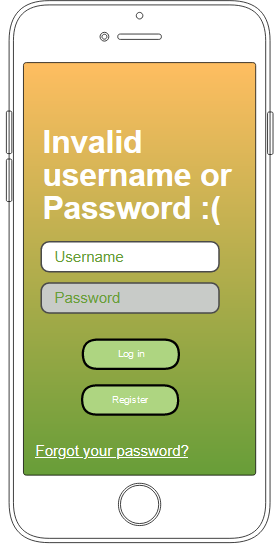 Invalid
username or
Password :(
Username
Password
Log in
Register
Forgot your password?